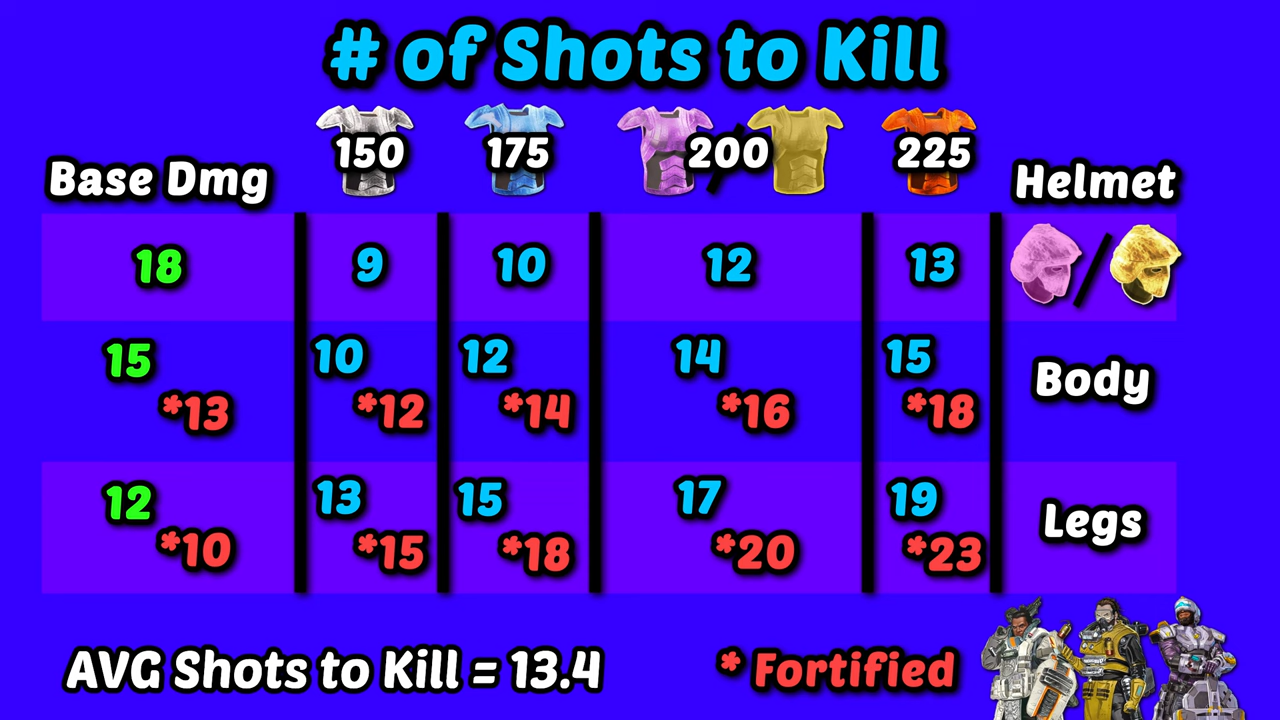 # of Shots to Kill
150 175 200 / 225
Base Dmg Helmet
18 9 10 12 13 /
15 10 12 14 15
Body
*13 *12 *14 *16 *18
12 13 15 17 19
Legs
*10 *15 *18 *20 *23
AVG Shots to Kill = 13.4 * Fortified